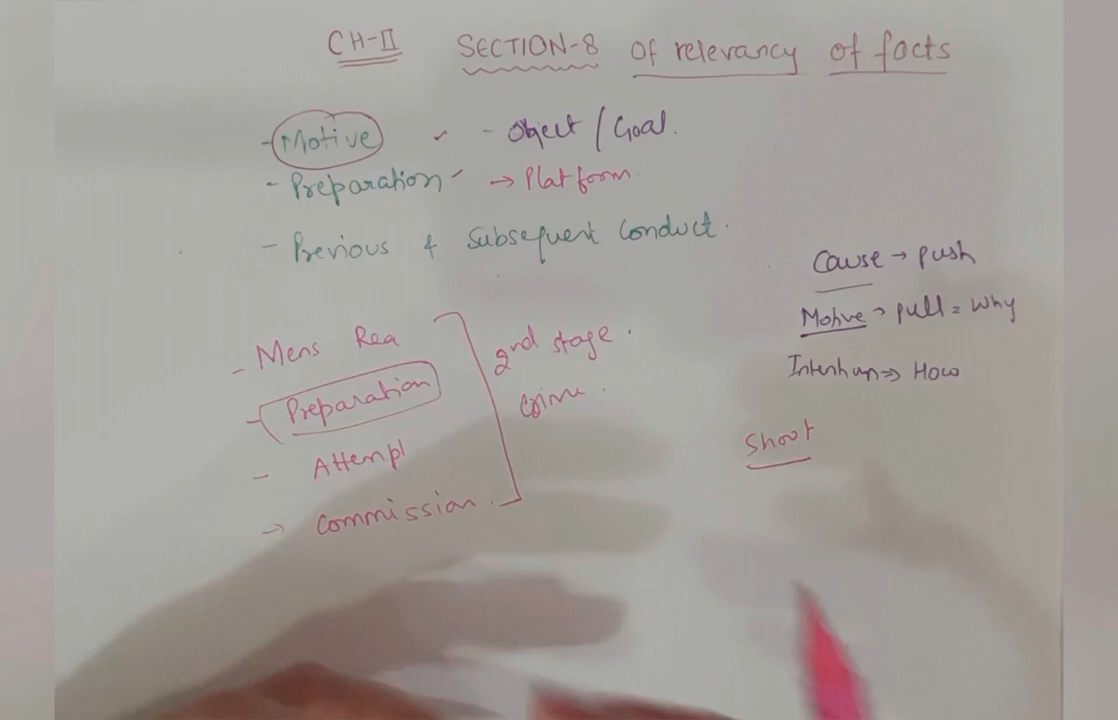 CH-II SECTION-8 of relevancy of facts
- Motive ✓ - Object / Goal.
- Preparation ✓ → Platform
- Previous & Subsequent Conduct.
Cause → push
Motive → pull = Why
Intention => How
Shoot
- Mens Rea
- Preparation
- Attempt
→ Commission.
2nd stage.
Crime.